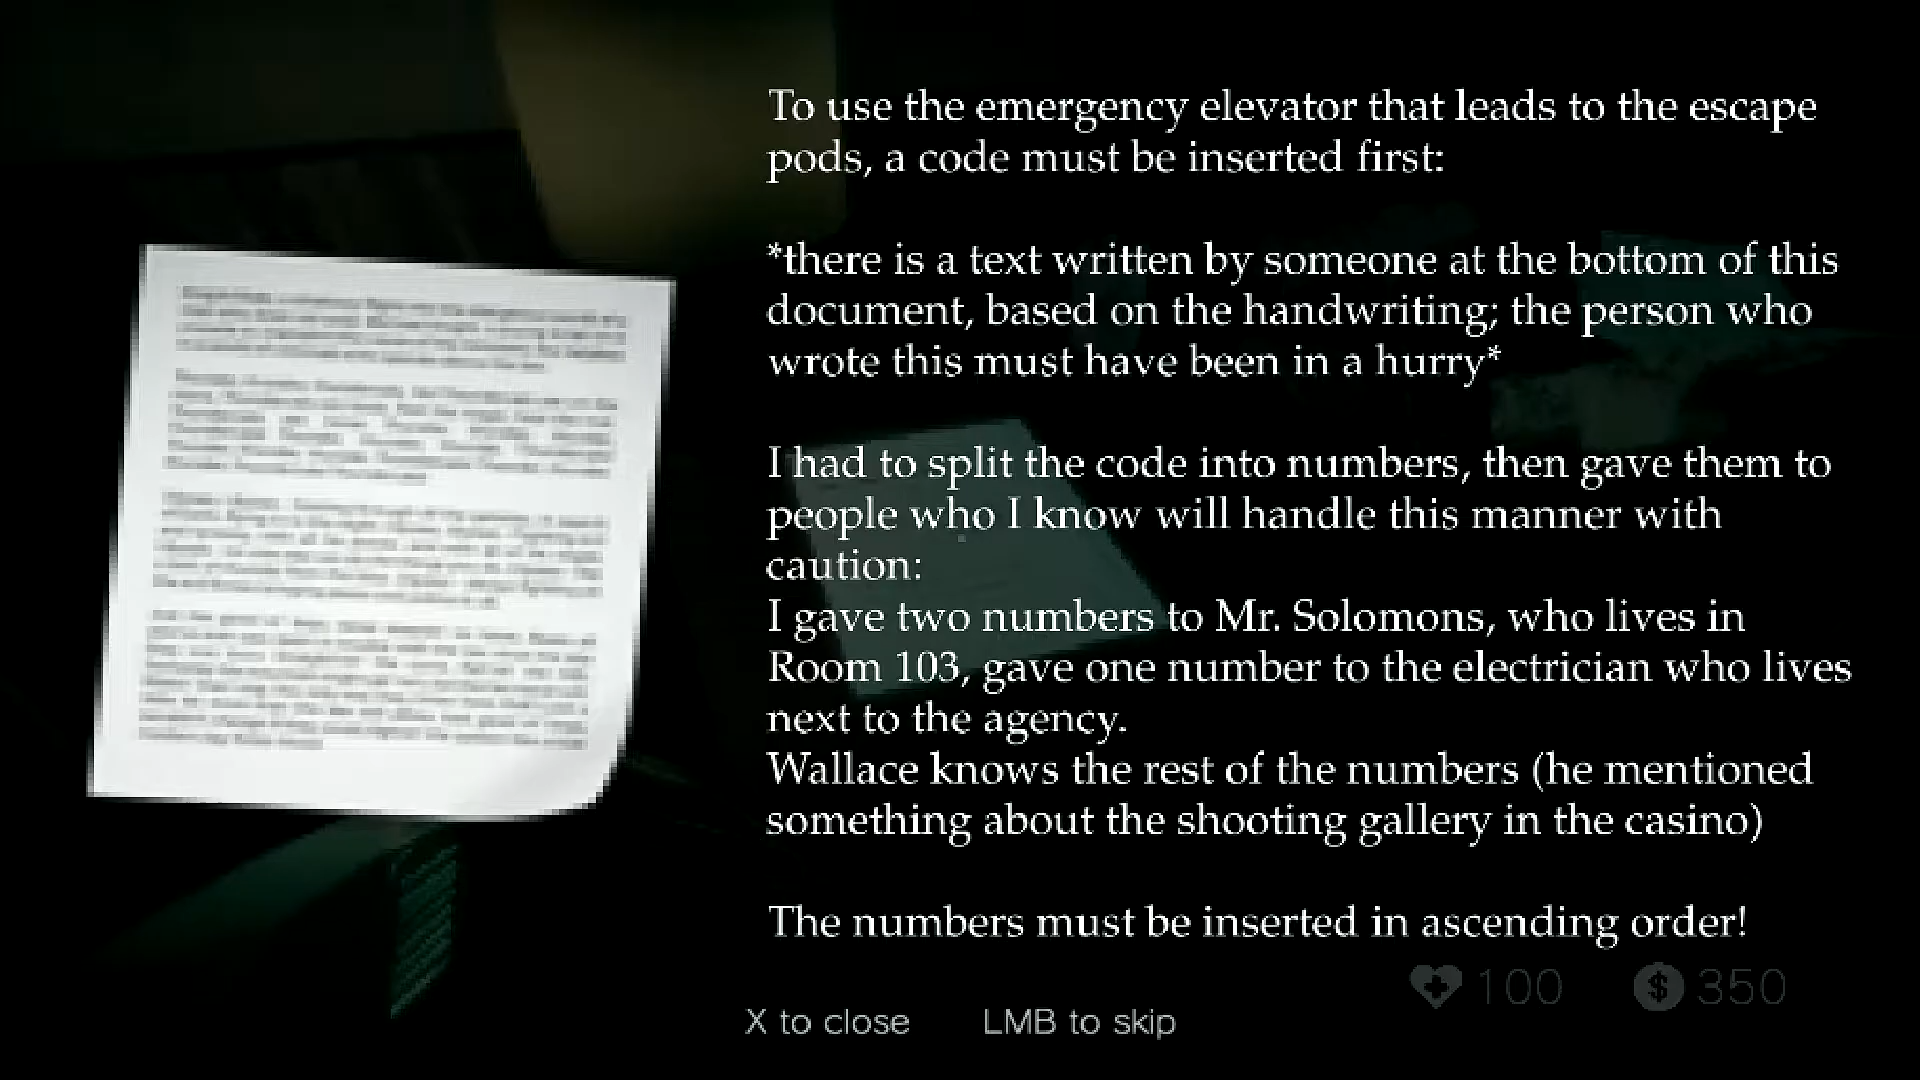 To use the emergency elevator that leads to the escape
pods, a code must be inserted first:
*there is a text written by someone at the bottom of this
document, based on the handwriting; the person who
wrote this must have been in a hurry*
I had to split the code into numbers, then gave them to
people who I know will handle this manner with
caution:
I gave two numbers to Mr. Solomons, who lives in
Room 103, gave one number to the electrician who lives
next to the agency.
Wallace knows the rest of the numbers (he mentioned
something about the shooting gallery in the casino)
The numbers must be inserted in ascending order!
100 350
X to close LMB to skip